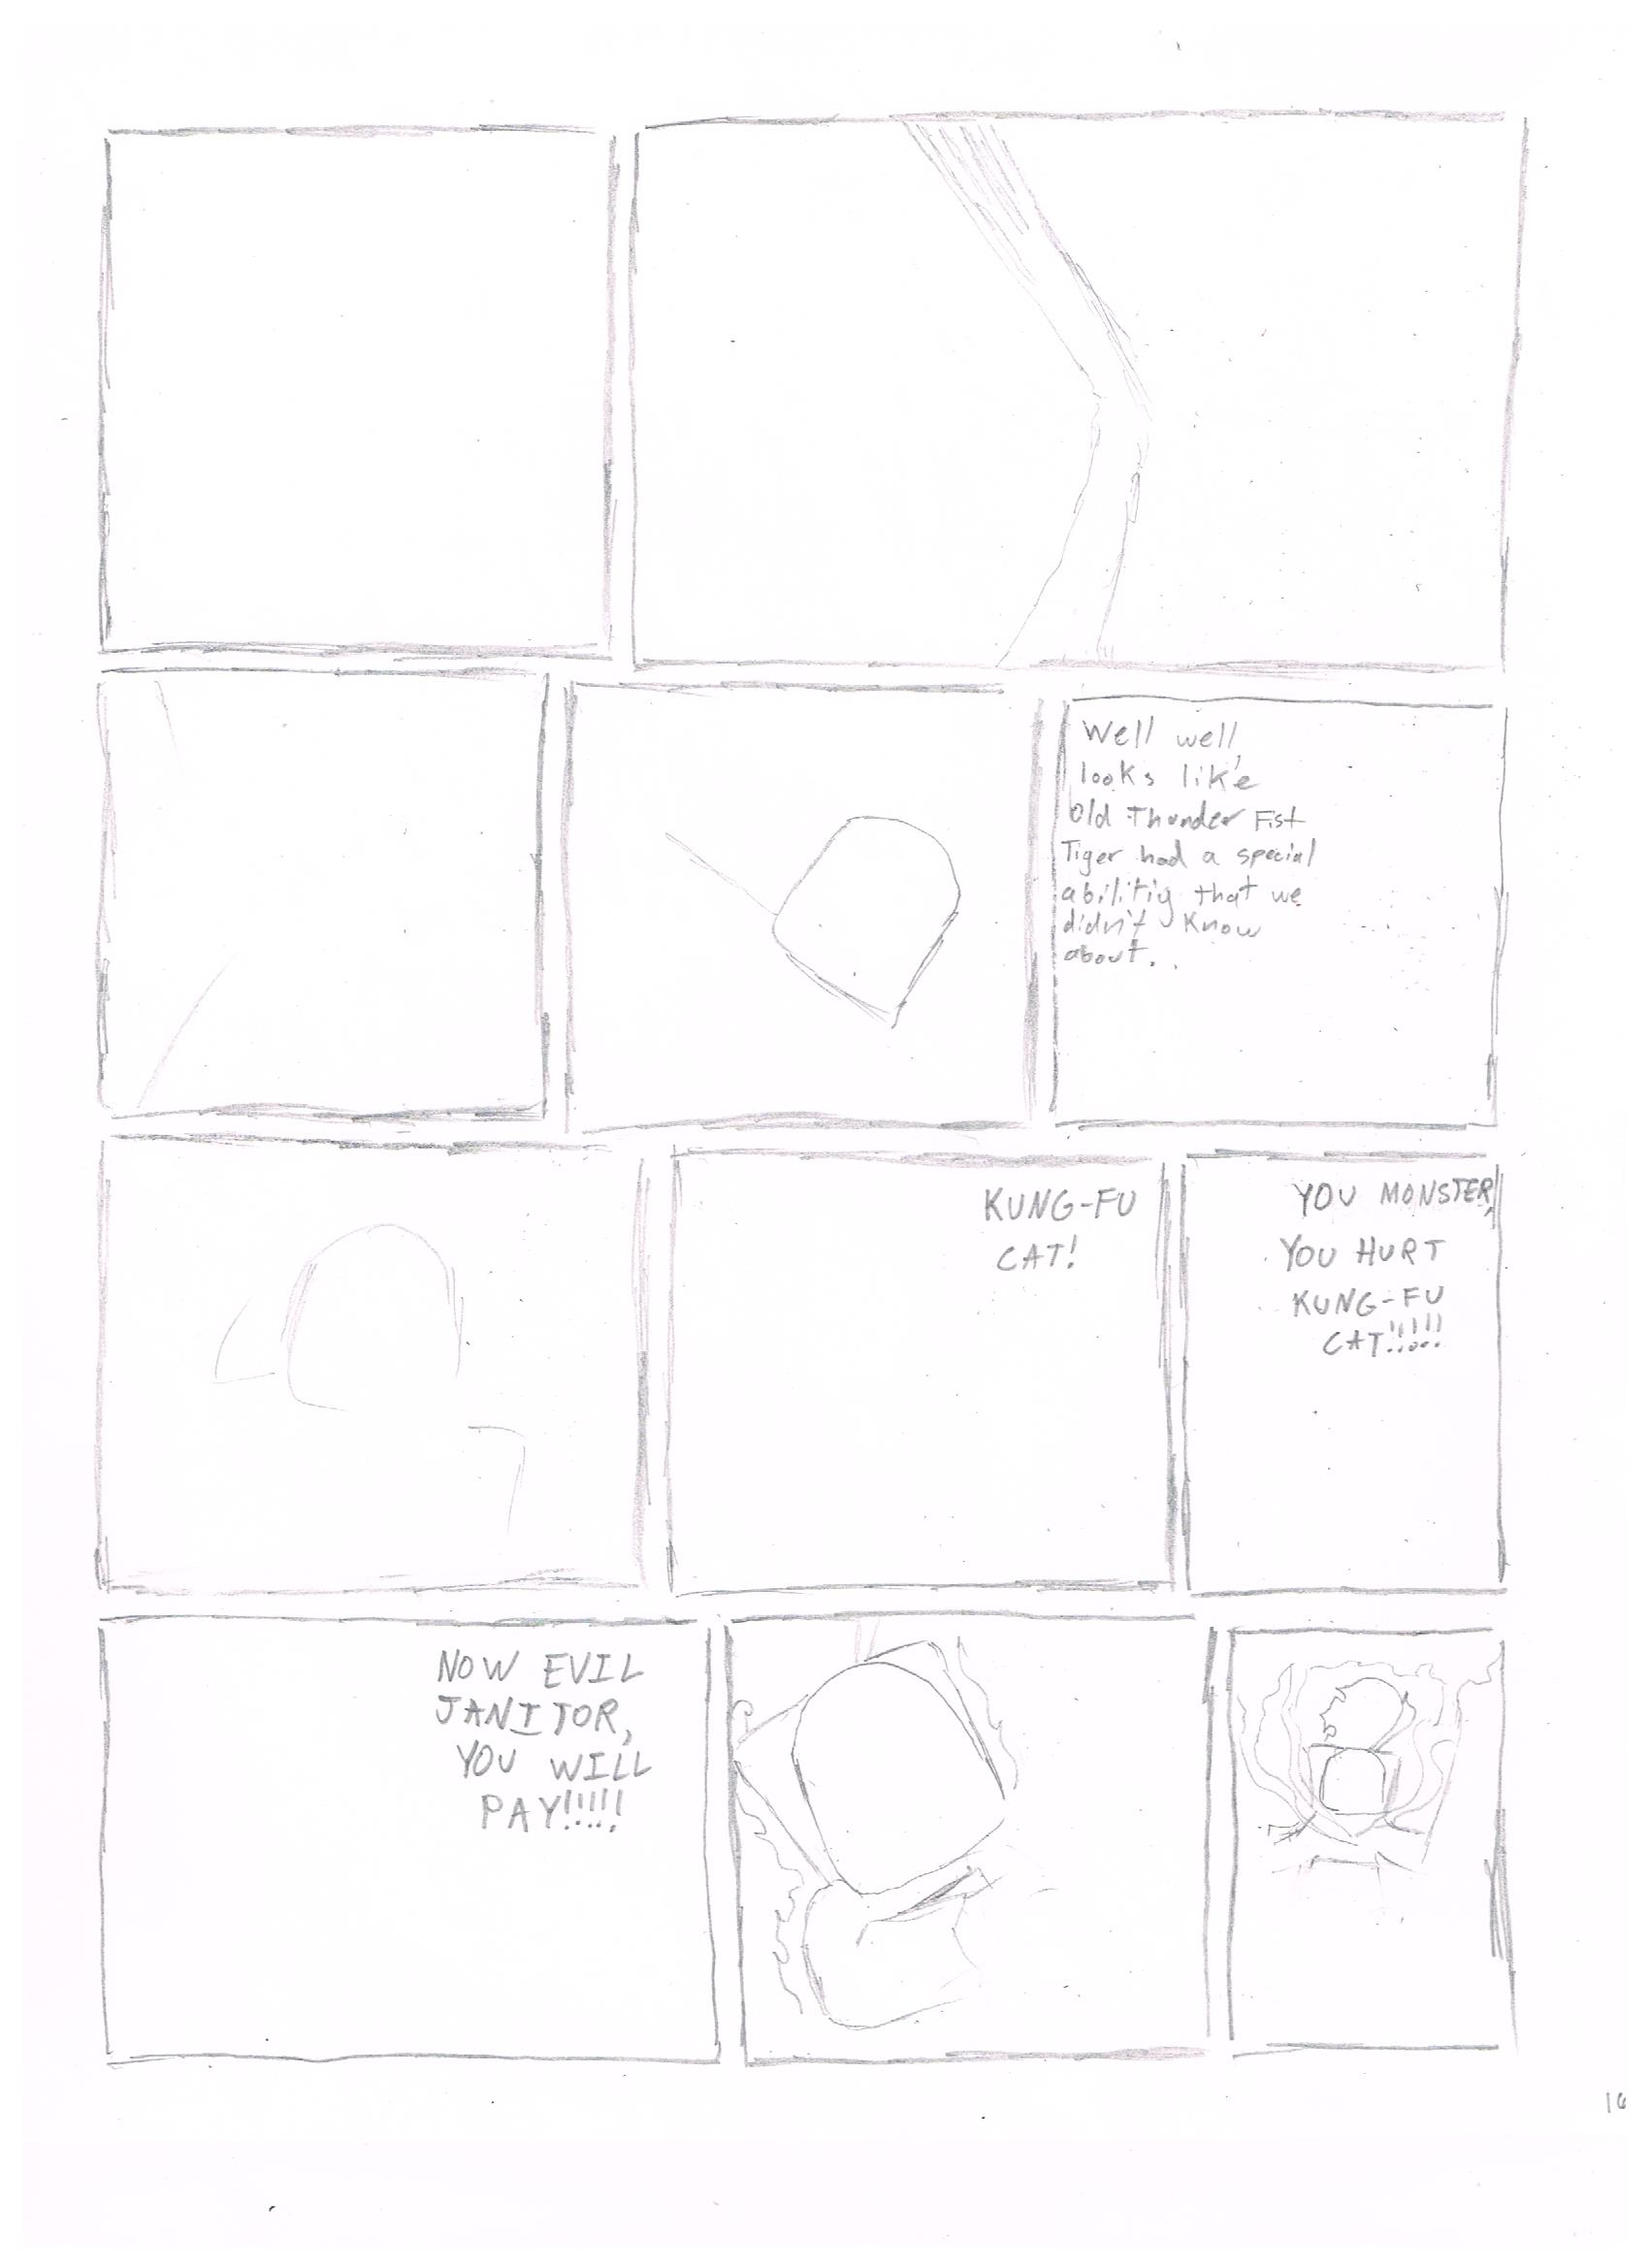 Well well,
looks like
Old Thunder Fist
Tiger had a special
abilitiy that we
didn't know
about.
KUNG-FU
CAT!
YOU MONSTER,
YOU HURT
KUNG-FU
CAT!!!!!
NOW EVIL
JANITOR,
YOU WILL
PAY!!!!!
16